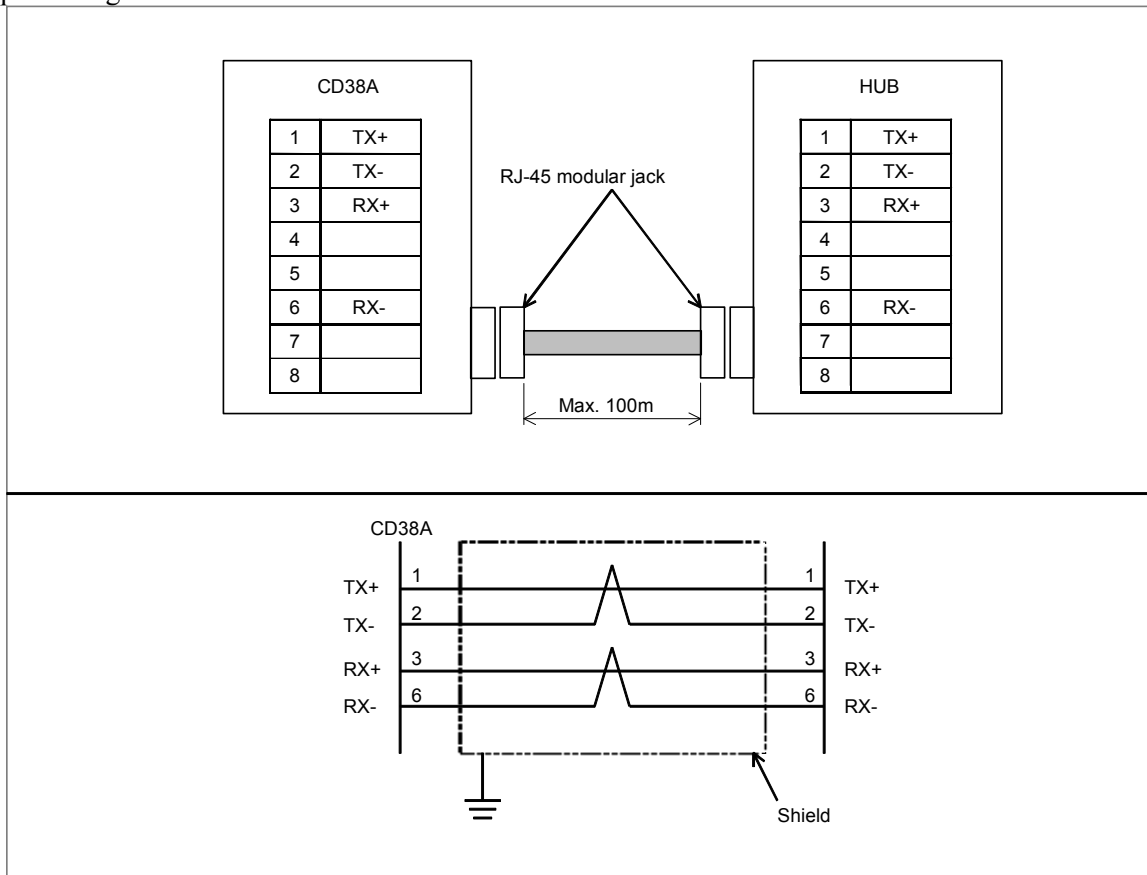 CD38A
1 TX+
2 TX-
3 RX+
4
5
6 RX-
7
8
RJ-45 modular jack
Max. 100m
HUB
1 TX+
2 TX-
3 RX+
4
5
6 RX-
7
8
CD38A
TX+ 1 1 TX+
TX- 2 2 TX-
RX+ 3 3 RX+
RX- 6 6 RX-
Shield